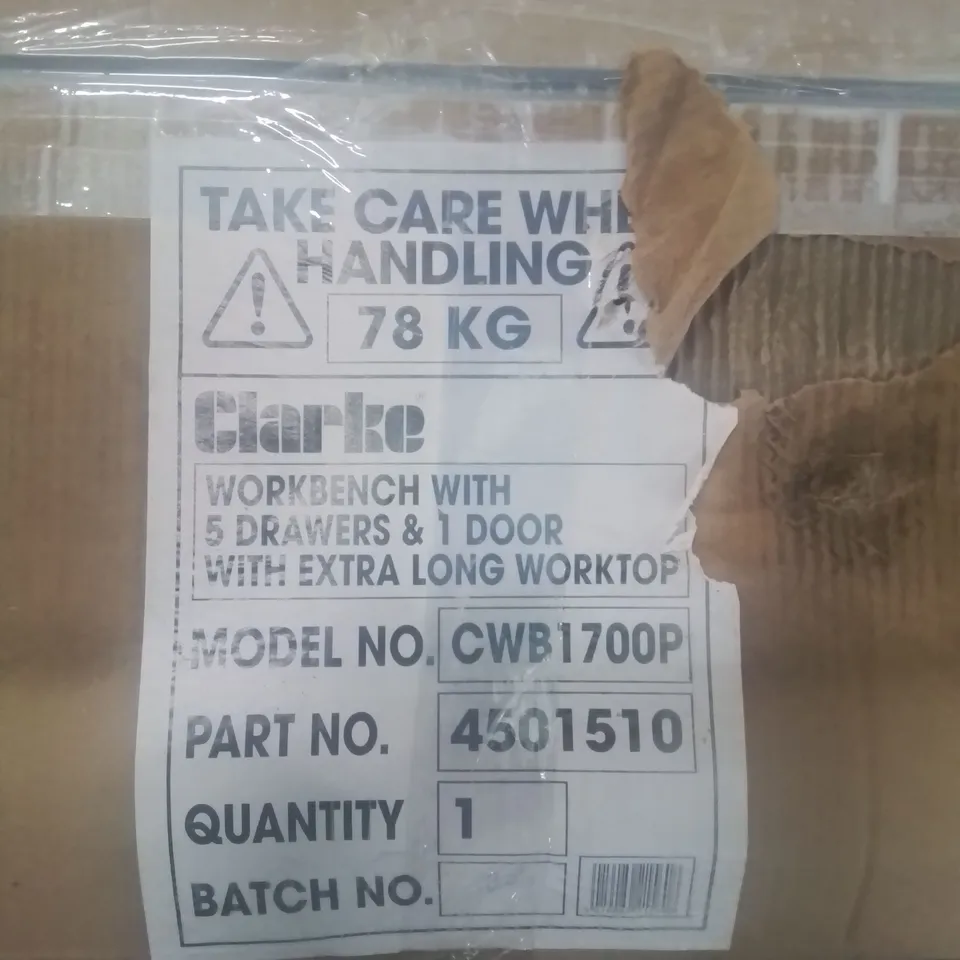 TAKE CARE WHE
HANDLING
78 KG
Clarke
WORKBENCH WITH
5 DRAWERS & 1 DOOR
WITH EXTRA LONG WORKTOP
MODEL NO. CWB1700P
PART NO. 4501510
QUANTITY 1
BATCH NO.